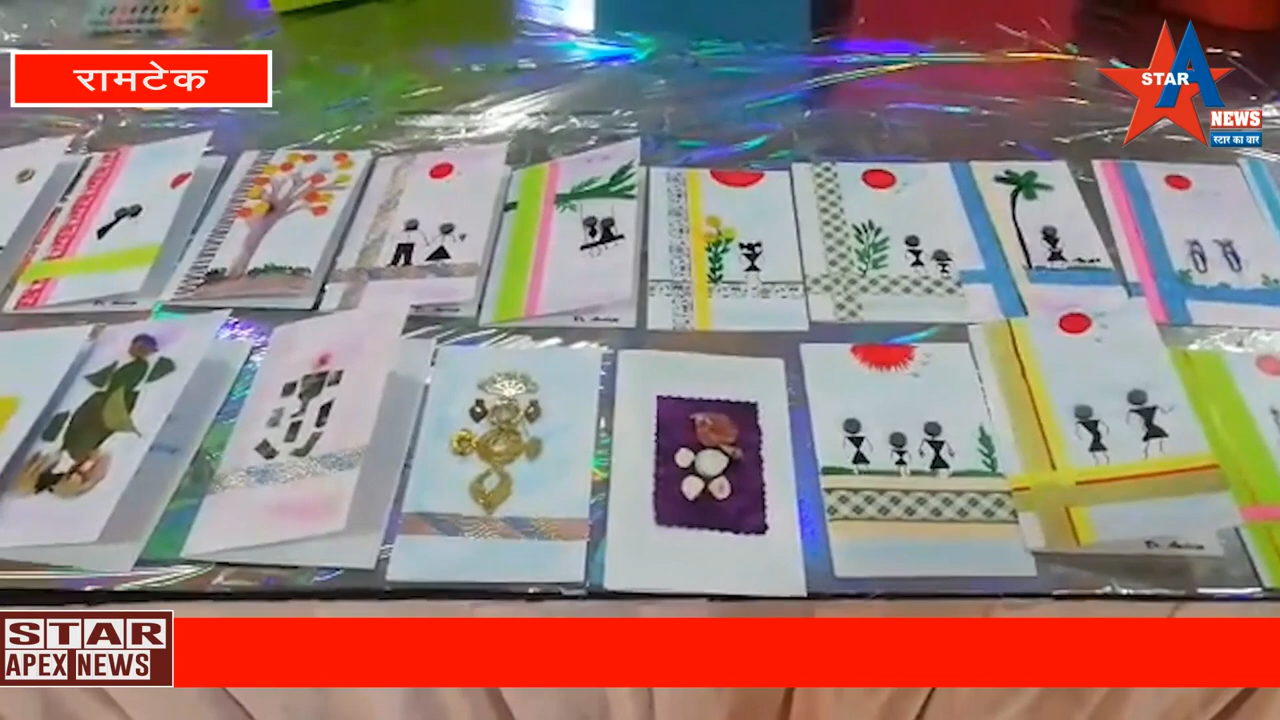 रामटेक
STAR A
NEWS
स्टार का वार
STAR
APEX NEWS